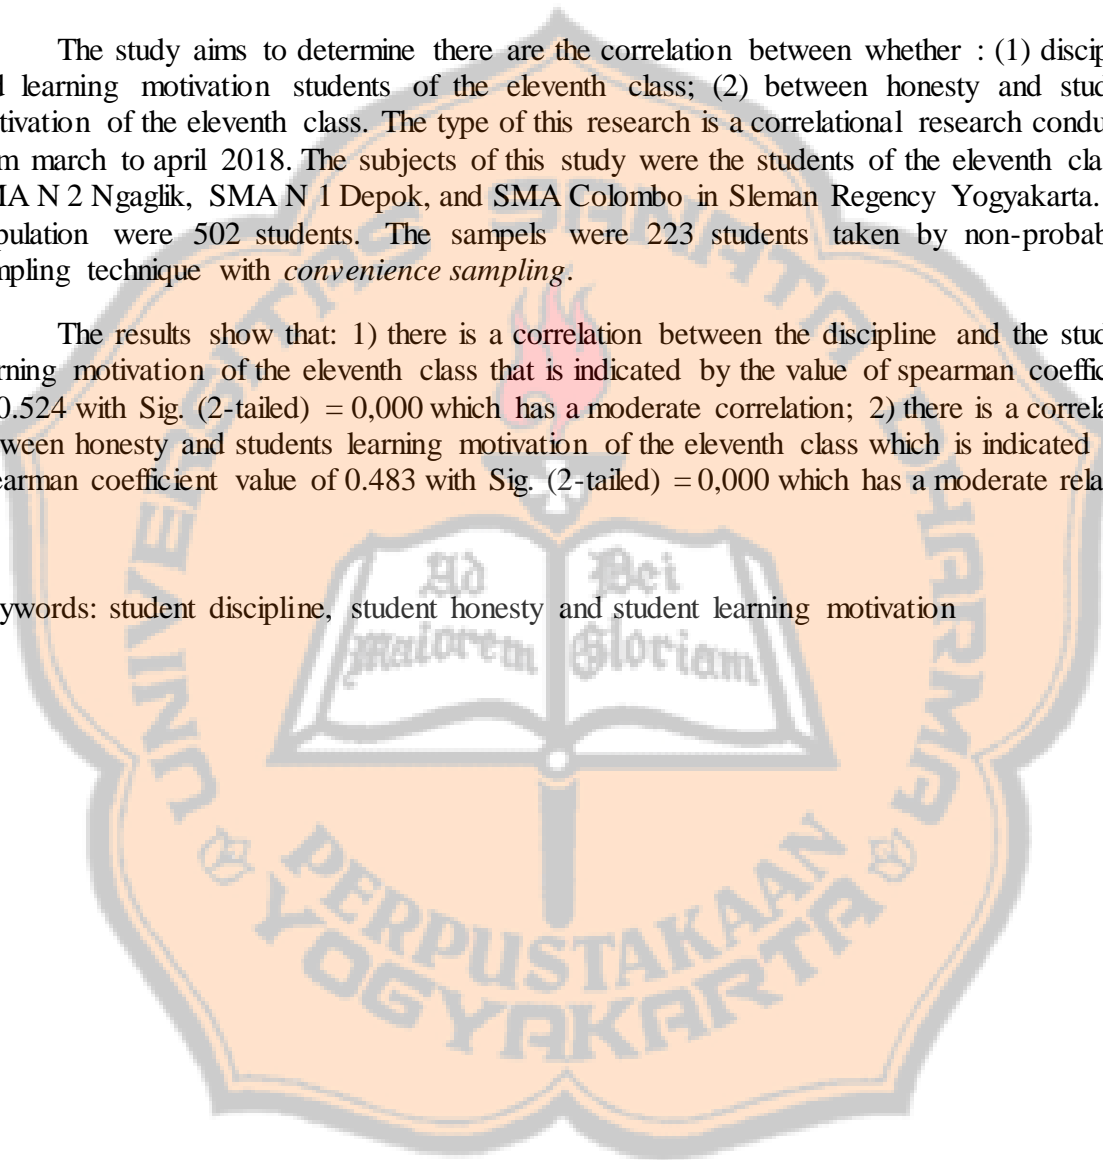 The study aims to determine there are the correlation between whether : (1) discip
d learning motivation students of the eleventh class; (2) between honesty and stud
tivation of the eleventh class. The type of this research is a correlational research condu
m march to april 2018. The subjects of this study were the students of the eleventh cla
MA N 2 Ngaglik, SMA N 1 Depok, and SMA Colombo in Sleman Regency Yogyakarta.
pulation were 502 students. The sampels were 223 students taken by non-probab
mpling technique with convenience sampling.
The results show that: 1) there is a correlation between the discipline and the stud
rning motivation of the eleventh class that is indicated by the value of spearman coeffic
0.524 with Sig. (2-tailed) = 0,000 which has a moderate correlation; 2) there is a correla
ween honesty and students learning motivation of the eleventh class which is indicated
earman coefficient value of 0.483 with Sig. (2-tailed) = 0,000 which has a moderate rela
ywords: student discipline, student honesty and student learning motivation
UNIVERSITAS SANATA DHARMA
Ad Dei
Maiorem Gloriam
PERPUSTAKAAN
YOGYAKARTA